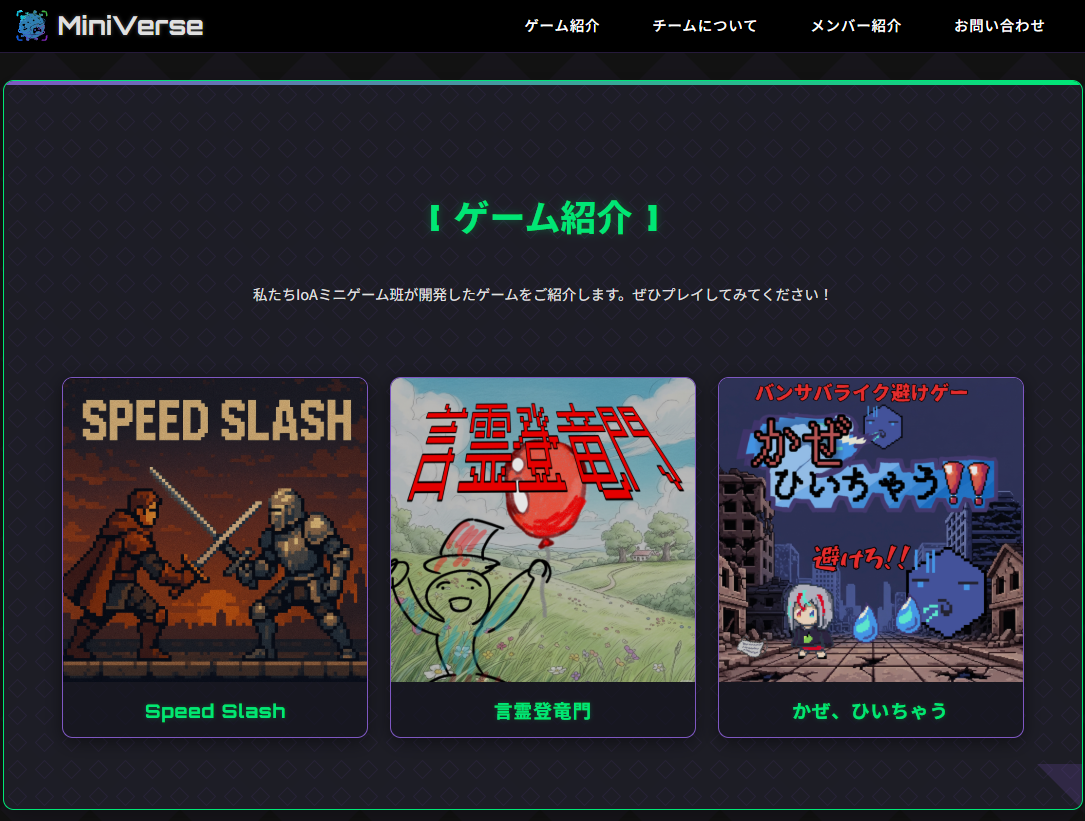 MiniVerse
ゲーム紹介
チームについて
メンバー紹介
お問い合わせ
[ ゲーム紹介 ]
私たちIoAミニゲーム班が開発したゲームをご紹介します。ぜひプレイしてみてください！
SPEED SLASH
言霊登竜門
バンサバライク避けゲー
かぜ
ひいちゃう!!
避けろ!!
Speed Slash
言霊登竜門
かぜ、ひいちゃう